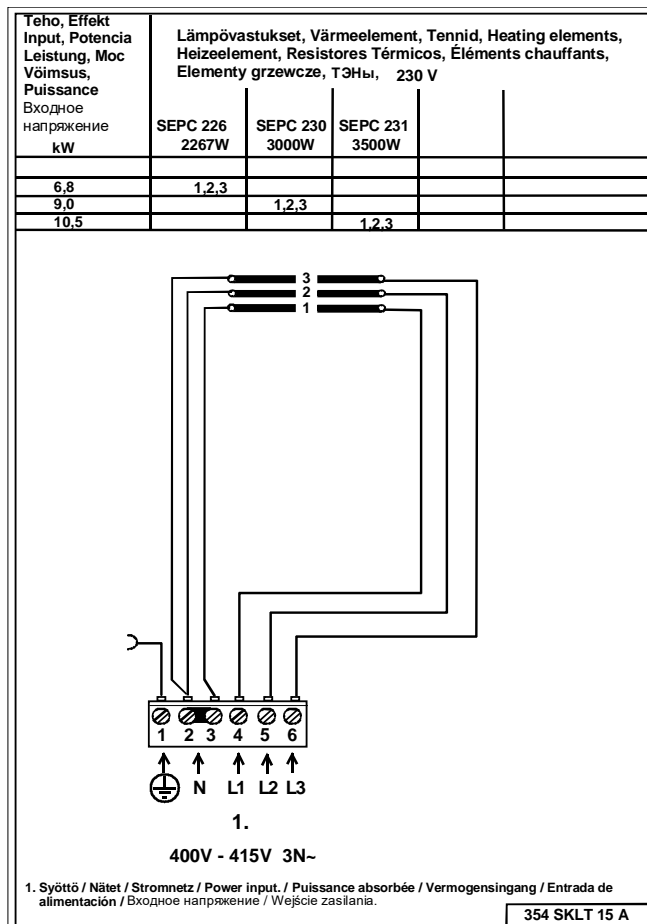 Teho, Effekt
Input, Potencia
Leistung, Moc
Vöimsus,
Puissance
Входное
напряжение
kW
Lämpövastukset, Värmeelement, Tennid, Heating elements,
Heizeelement, Resistores Térmicos, Éléments chauffants,
Elementy grzewcze, ТЭНы, 230 V
SEPC 226 SEPC 230 SEPC 231
2267W 3000W 3500W
6,8 1,2,3
9,0 1,2,3
10,5 1,2,3
3
2
1
1 2 3 4 5 6
N L1 L2 L3
1.
400V - 415V 3N~
1. Syöttö / Nätet / Stromnetz / Power input. / Puissance absorbée / Vermogensingang / Entrada de
alimentación / Входное напряжение / Wejście zasilania.
354 SKLT 15 A